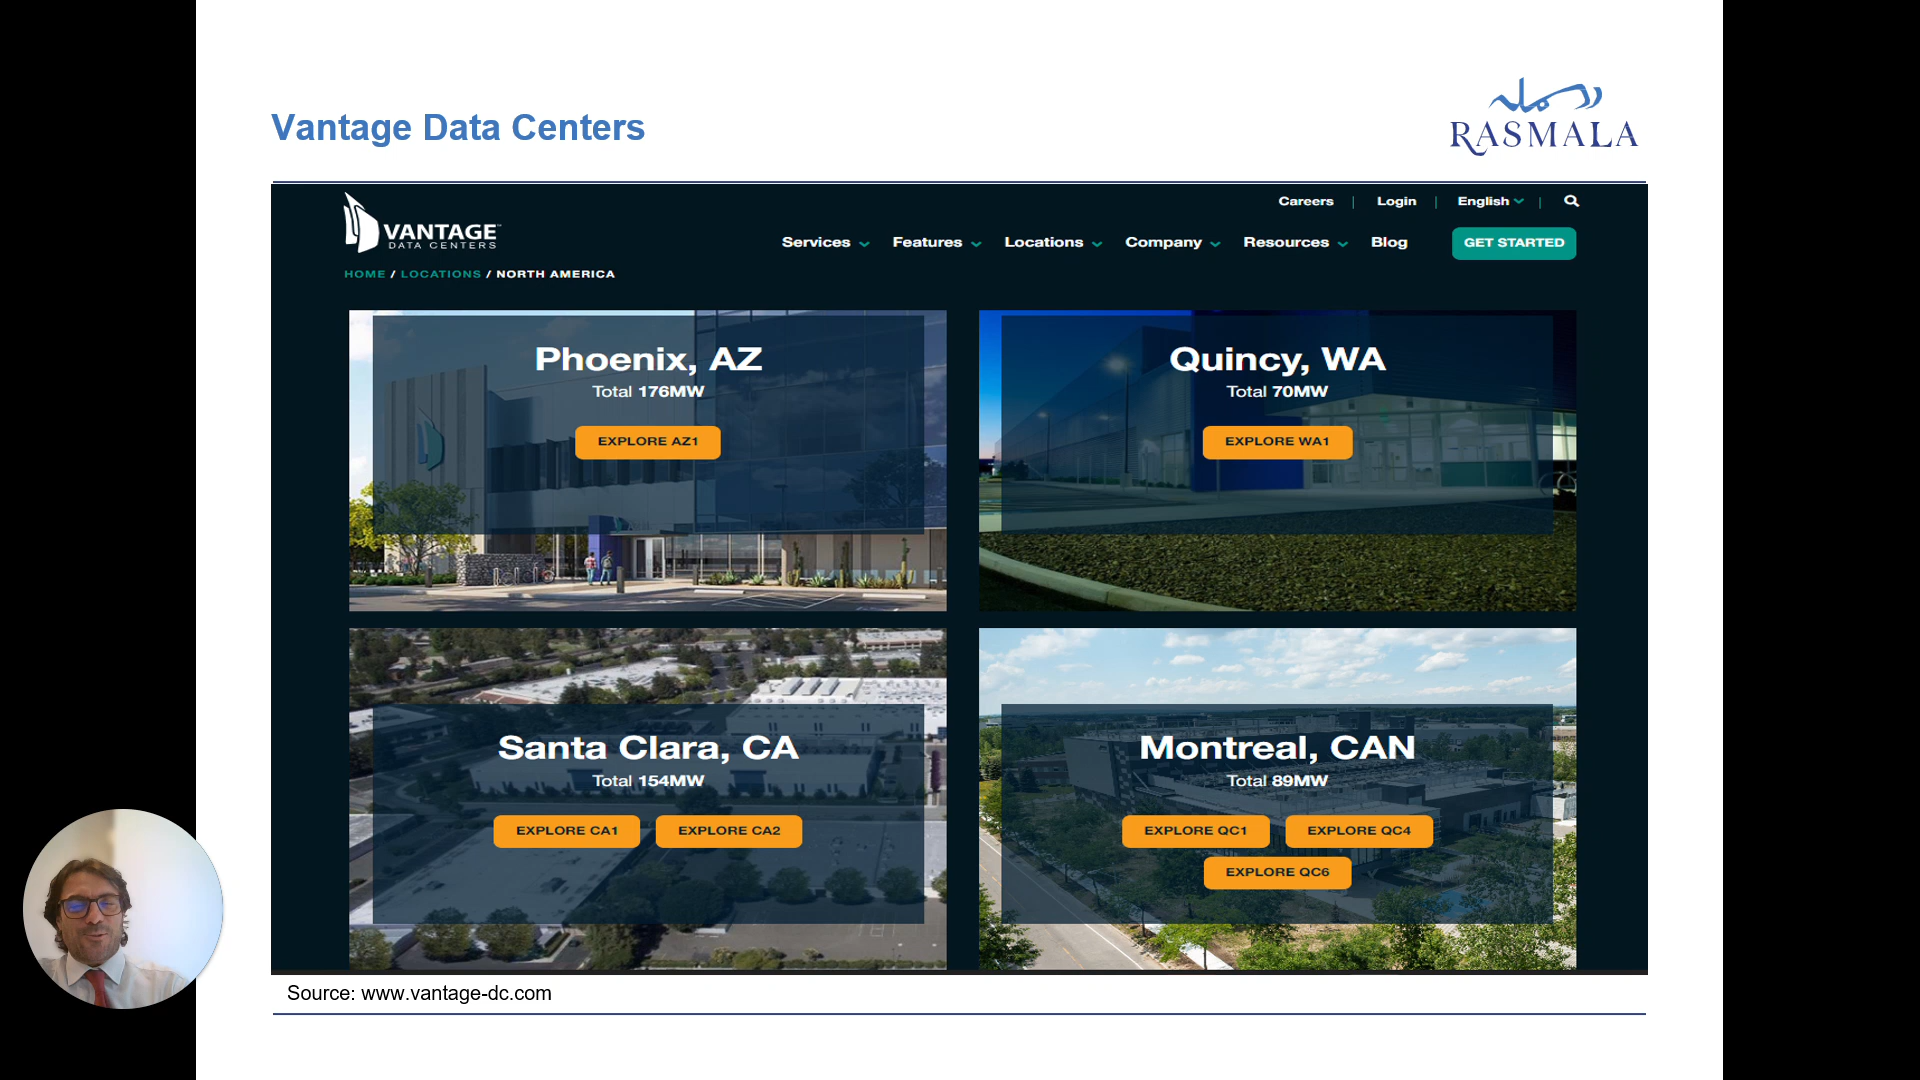 Vantage Data Centers
رسملة
RASMALA
Careers | Login | English |
VANTAGE
DATA CENTERS
Services Features Locations Company Resources Blog GET STARTED
HOME / LOCATIONS / NORTH AMERICA
Phoenix, AZ
Total 176MW
EXPLORE AZ1
Quincy, WA
Total 70MW
EXPLORE WA1
Santa Clara, CA
Total 154MW
EXPLORE CA1 EXPLORE CA2
Montreal, CAN
Total 89MW
EXPLORE QC1 EXPLORE QC4
EXPLORE QC6
Source: www.vantage-dc.com